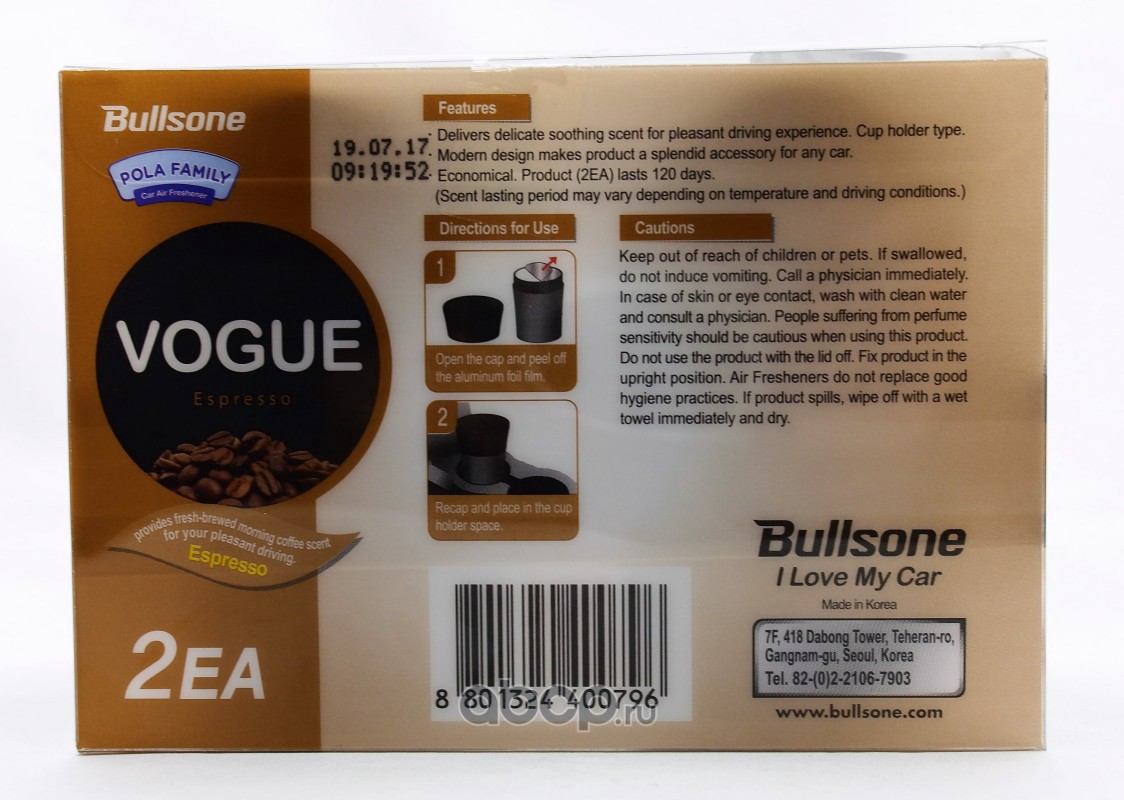 Bullsone
POLA FAMILY
Car Air Freshener
VOGUE
Espresso
provides fresh-brewed morning coffee scent
for your pleasant driving.
Espresso
2EA
19.07.17
09:19:52
Features
· Delivers delicate soothing scent for pleasant driving experience. Cup holder type.
· Modern design makes product a splendid accessory for any car.
· Economical. Product (2EA) lasts 120 days.
(Scent lasting period may vary depending on temperature and driving conditions.)
Directions for Use
1
Open the cap and peel off
the aluminum foil film.
2
Recap and place in the cup
holder space.
Cautions
Keep out of reach of children or pets. If swallowed,
do not induce vomiting. Call a physician immediately.
In case of skin or eye contact, wash with clean water
and consult a physician. People suffering from perfume
sensitivity should be cautious when using this product.
Do not use the product with the lid off. Fix product in the
upright position. Air Fresheners do not replace good
hygiene practices. If product spills, wipe off with a wet
towel immediately and dry.
8 801324 400796
abcp.ru
Bullsone
I Love My Car
Made in Korea
7F, 418 Dabong Tower, Teheran-ro,
Gangnam-gu, Seoul, Korea
Tel. 82-(0)2-2106-7903
www.bullsone.com